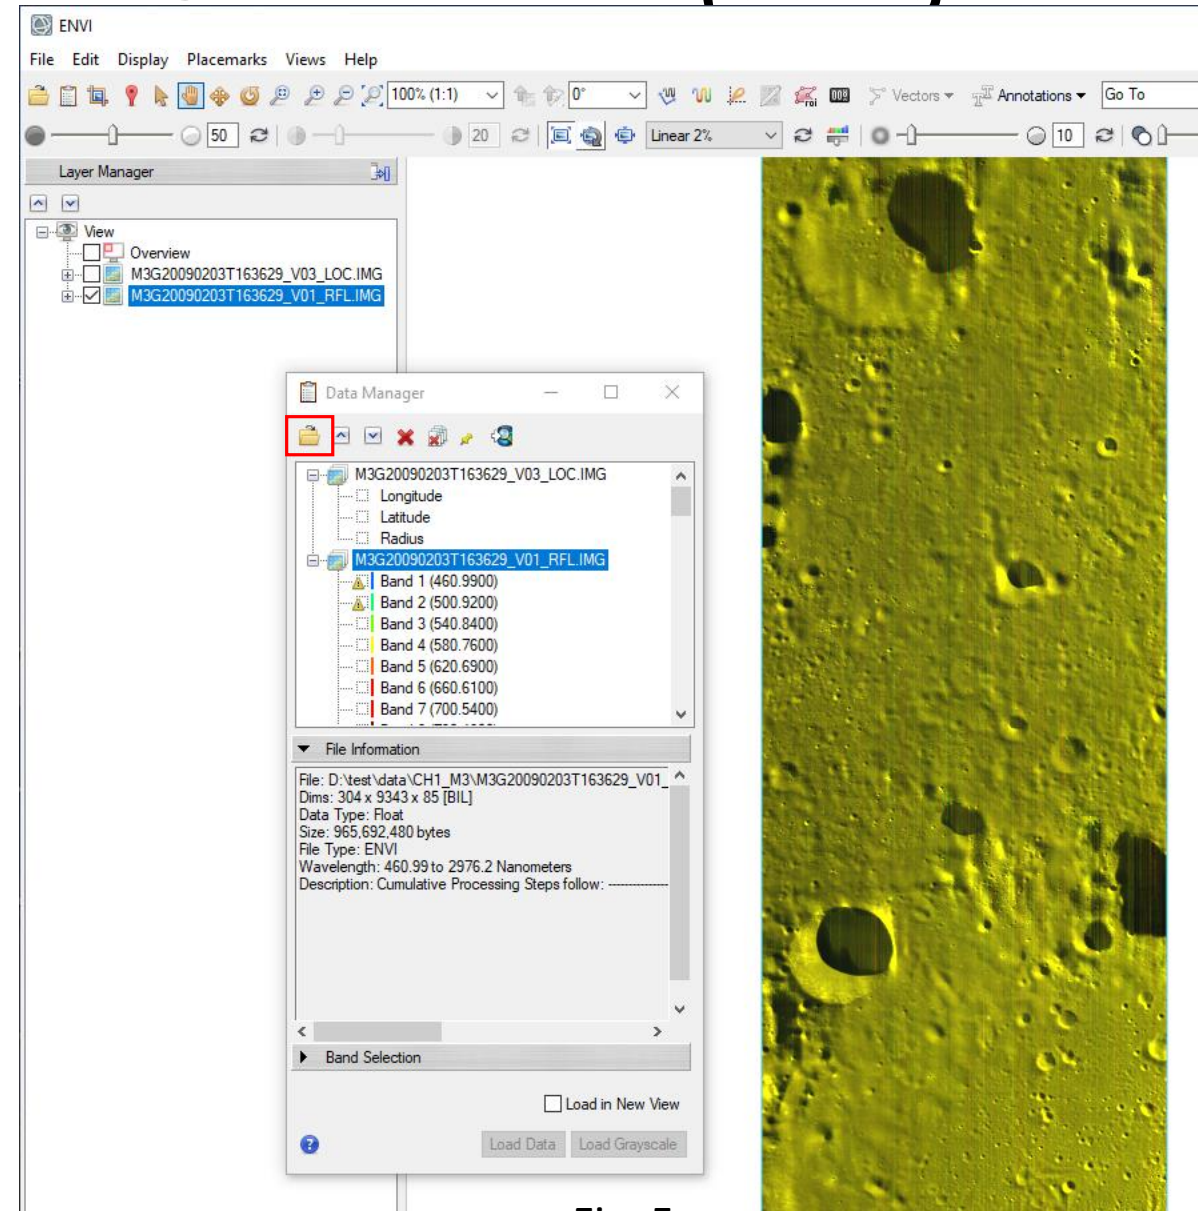 ENVI
File Edit Display Placemarks Views Help
100% (1:1) 0° Vectors Annotations Go To
50 20 Linear 2% 10
Layer Manager
View
Overview
M3G20090203T163629_V03_LOC.IMG
M3G20090203T163629_V01_RFL.IMG
Data Manager
M3G20090203T163629_V03_LOC.IMG
Longitude
Latitude
Radius
M3G20090203T163629_V01_RFL.IMG
Band 1 (460.9900)
Band 2 (500.9200)
Band 3 (540.8400)
Band 4 (580.7600)
Band 5 (620.6900)
Band 6 (660.6100)
Band 7 (700.5400)
File Information
File: D:\test\data\CH1_M3\M3G20090203T163629_V01_
Dims: 304 x 9343 x 85 [BIL]
Data Type: Float
Size: 965,692,480 bytes
File Type: ENVI
Wavelength: 460.99 to 2976.2 Nanometers
Description: Cumulative Processing Steps follow: ---------------
Band Selection
Load in New View
Load Data Load Grayscale